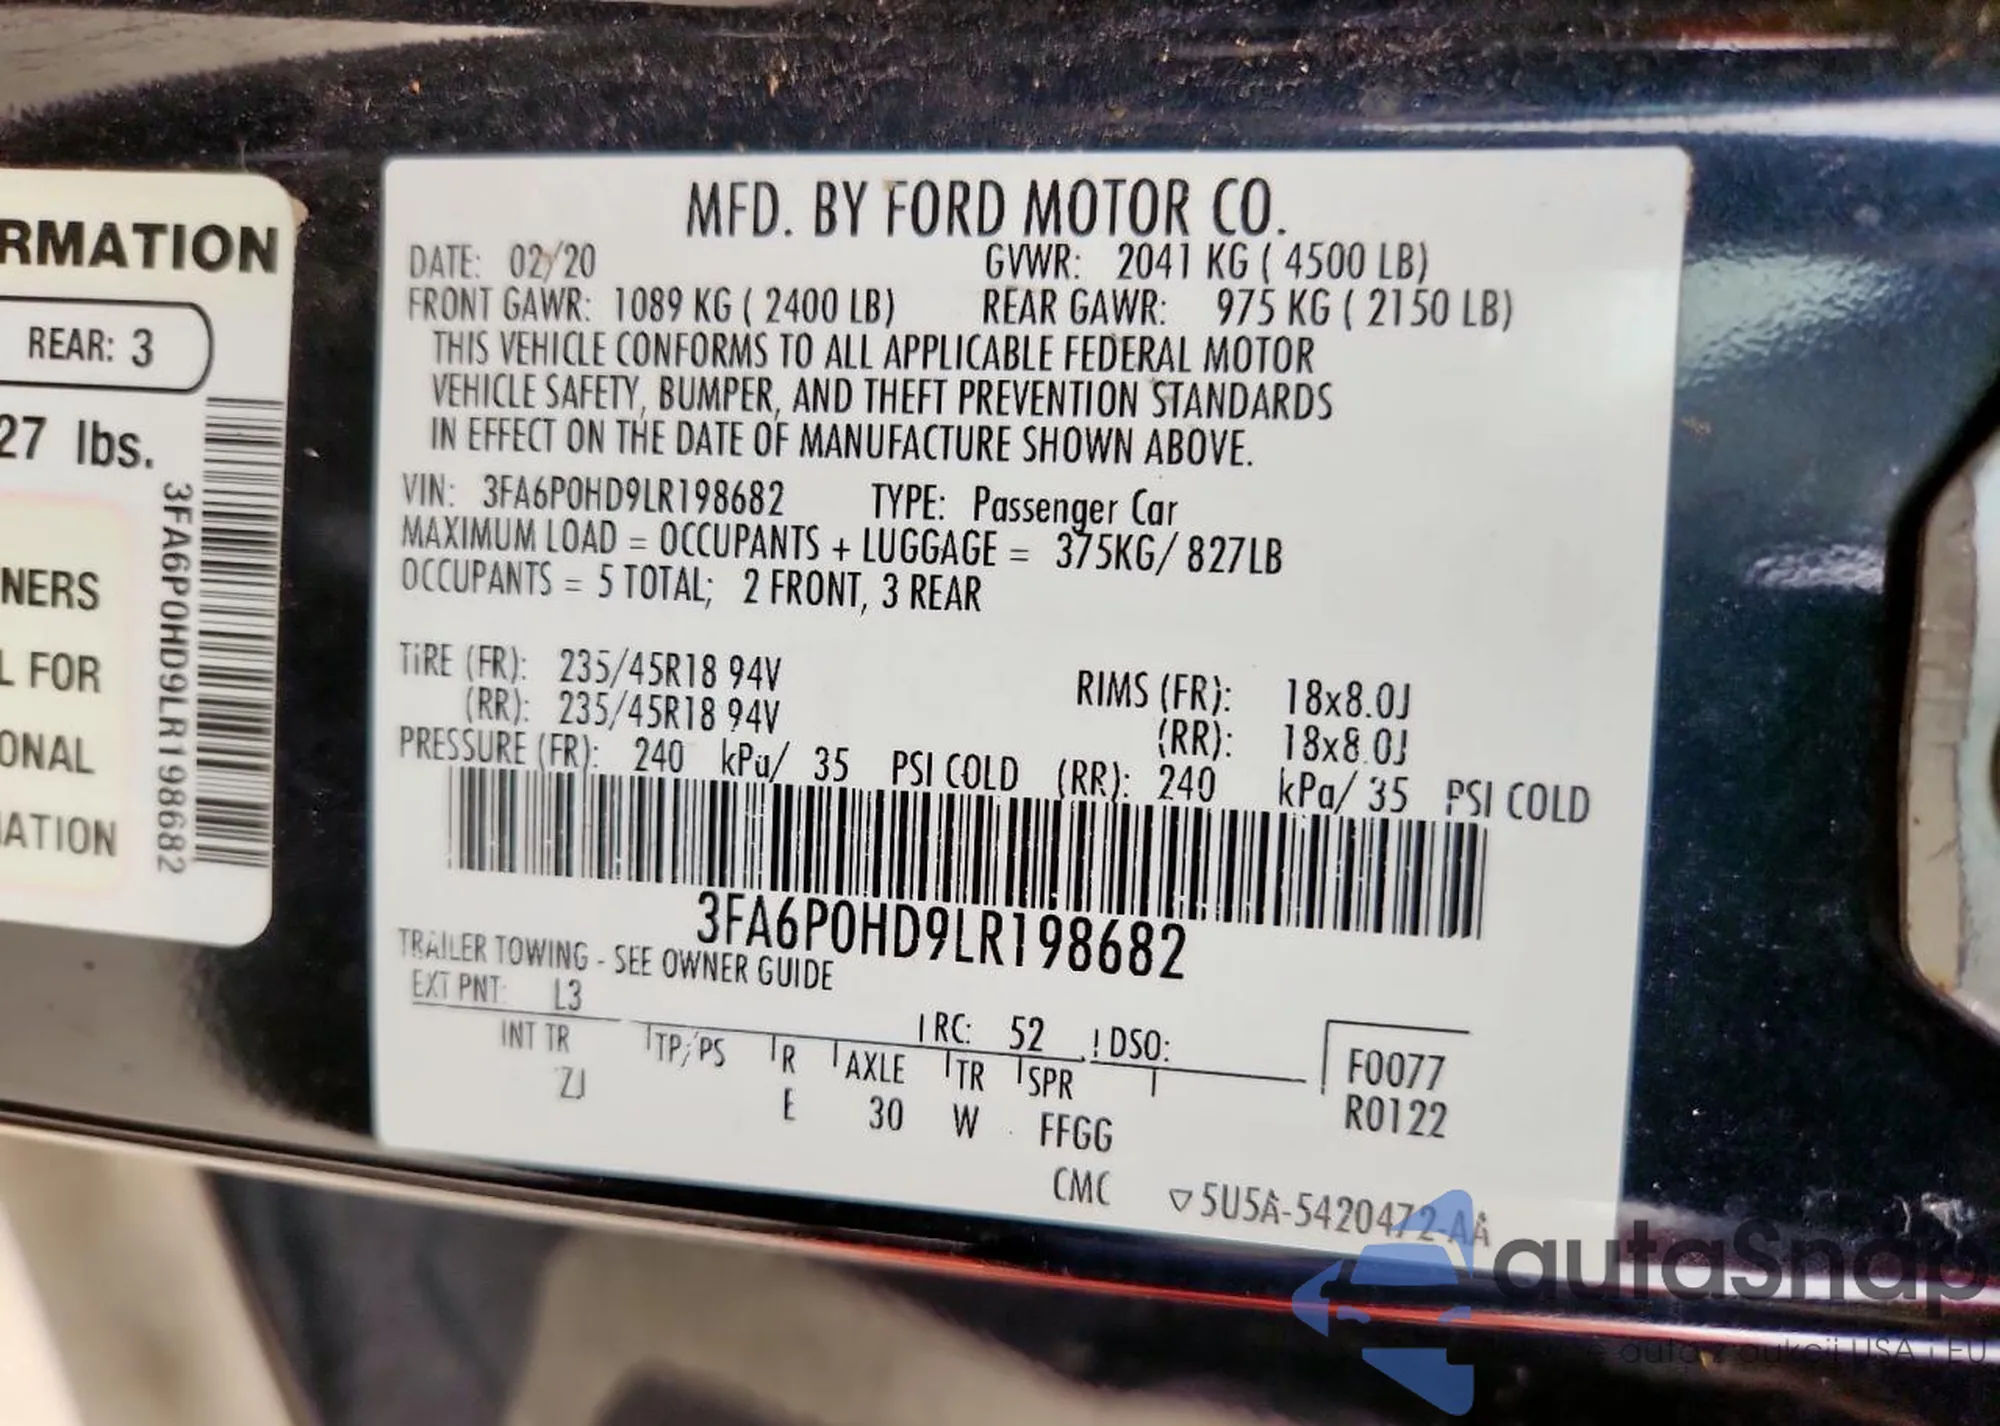 RMATION
REAR: 3
27 lbs.
3FA6P0HD9LR198682
NERS
L FOR
ONAL
ATION
MFD. BY FORD MOTOR CO.
DATE: 02/20 GVWR: 2041 KG ( 4500 LB)
FRONT GAWR: 1089 KG ( 2400 LB) REAR GAWR: 975 KG ( 2150 LB)
THIS VEHICLE CONFORMS TO ALL APPLICABLE FEDERAL MOTOR
VEHICLE SAFETY, BUMPER, AND THEFT PREVENTION STANDARDS
IN EFFECT ON THE DATE OF MANUFACTURE SHOWN ABOVE.
VIN: 3FA6P0HD9LR198682 TYPE: Passenger Car
MAXIMUM LOAD = OCCUPANTS + LUGGAGE = 375KG/ 827LB
OCCUPANTS = 5 TOTAL; 2 FRONT, 3 REAR
TIRE (FR): 235/45R18 94V RIMS (FR): 18x8.0J
(RR): 235/45R18 94V (RR): 18x8.0J
PRESSURE (FR): 240 kPa/ 35 PSI COLD (RR): 240 kPa/ 35 PSI COLD
3FA6P0HD9LR198682
TRAILER TOWING - SEE OWNER GUIDE
EXT PNT: L3 RC: 52 DSO:
INT TR TP/PS R AXLE TR SPR F0077
ZJ E 30 W FFGG R0122
CMC ▽5U5A-5420472-AA
autasnap
auta z aukcji USA i EU